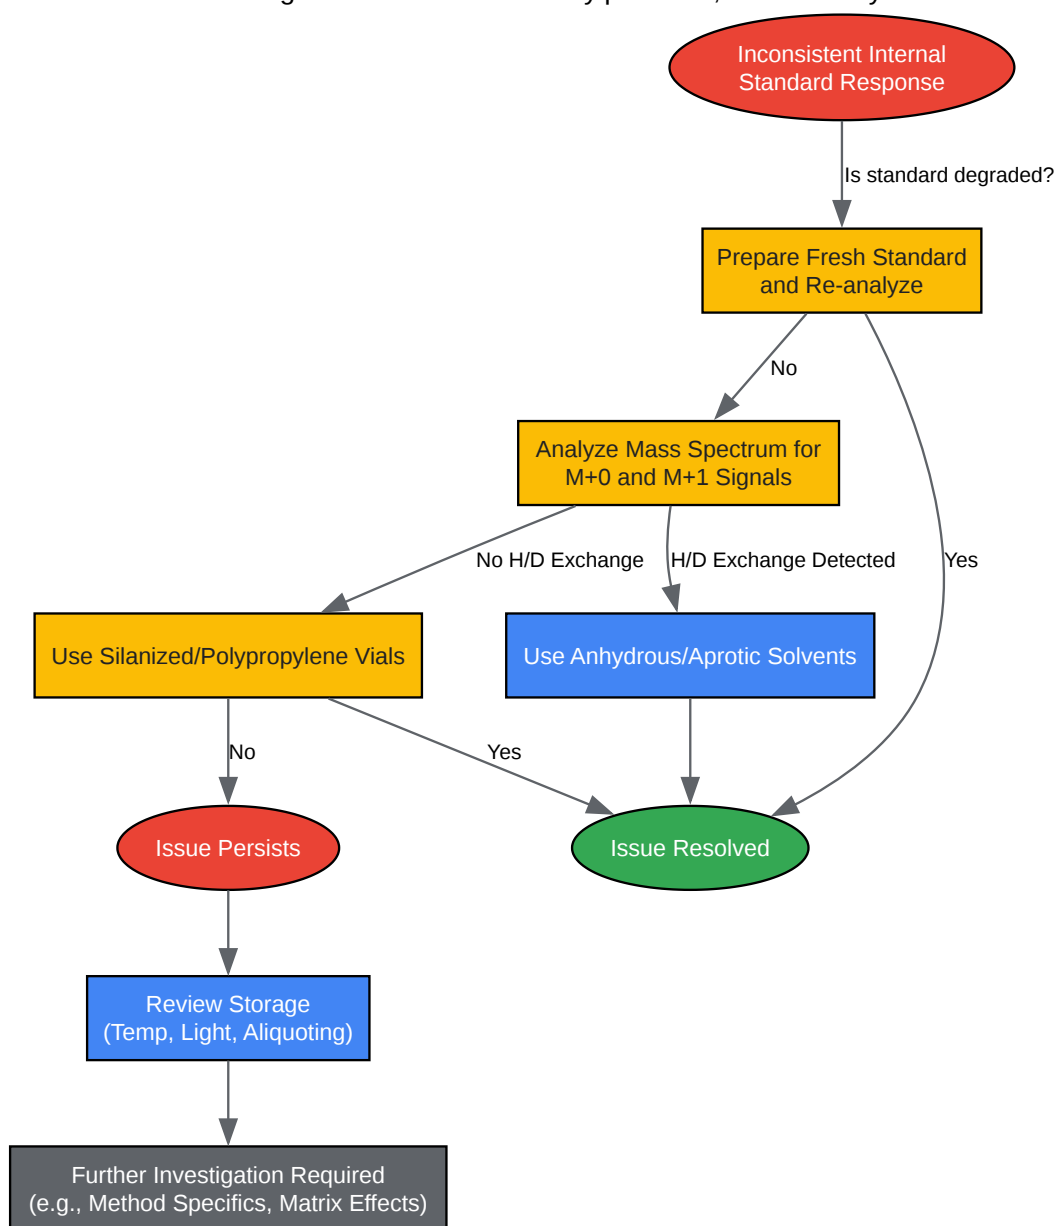 Inconsistent Internal
Standard Response
Is standard degraded?
Prepare Fresh Standard
and Re-analyze
No
Analyze Mass Spectrum for
M+0 and M+1 Signals
No H/D Exchange
H/D Exchange Detected
Yes
Use Silanized/Polypropylene Vials
Use Anhydrous/Aprotic Solvents
No
Yes
Issue Persists
Issue Resolved
Review Storage
(Temp, Light, Aliquoting)
Further Investigation Required
(e.g., Method Specifics, Matrix Effects)